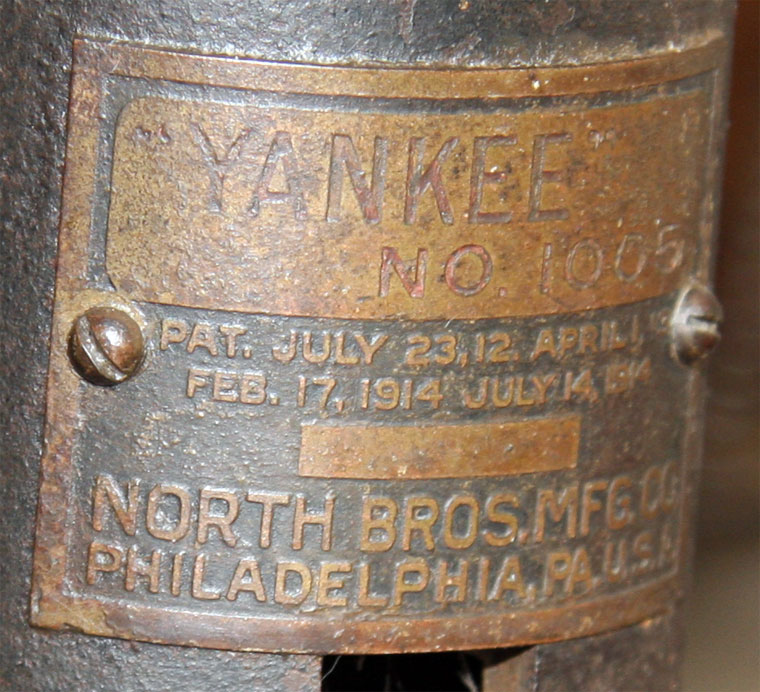 "YANKEE"
NO. 1005
PAT. JULY 23, 12. APRIL 1,
FEB. 17, 1914 JULY 14, 1914
NORTH BROS. MFG. CO.
PHILADELPHIA, PA. U.S.A.